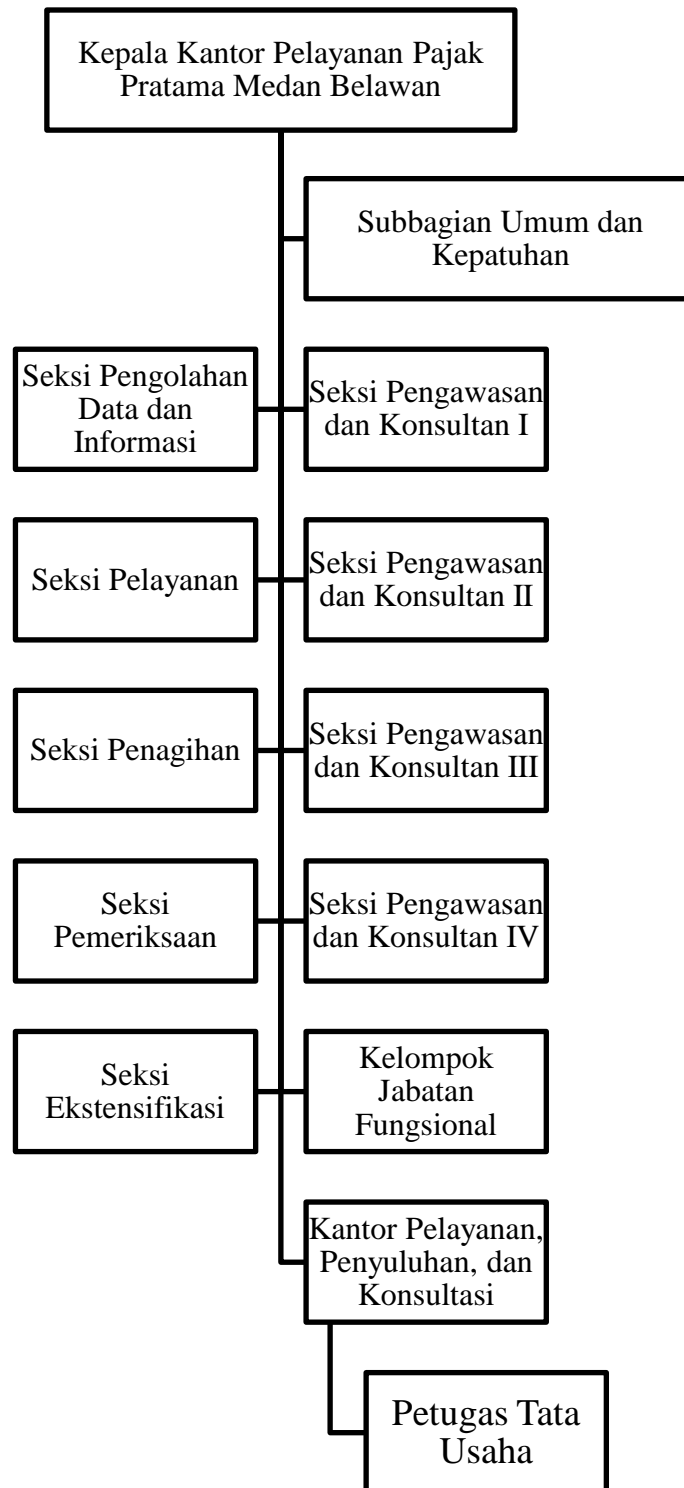 Kepala Kantor Pelayanan Pajak
Pratama Medan Belawan
Subbagian Umum dan
Kepatuhan
Seksi Pengolahan
Data dan
Informasi
Seksi Pengawasan
dan Konsultan I
Seksi Pelayanan
Seksi Pengawasan
dan Konsultan II
Seksi Penagihan
Seksi Pengawasan
dan Konsultan III
Seksi
Pemeriksaan
Seksi Pengawasan
dan Konsultan IV
Seksi
Ekstensifikasi
Kelompok
Jabatan
Fungsional
Kantor Pelayanan,
Penyuluhan, dan
Konsultasi
Petugas Tata
Usaha